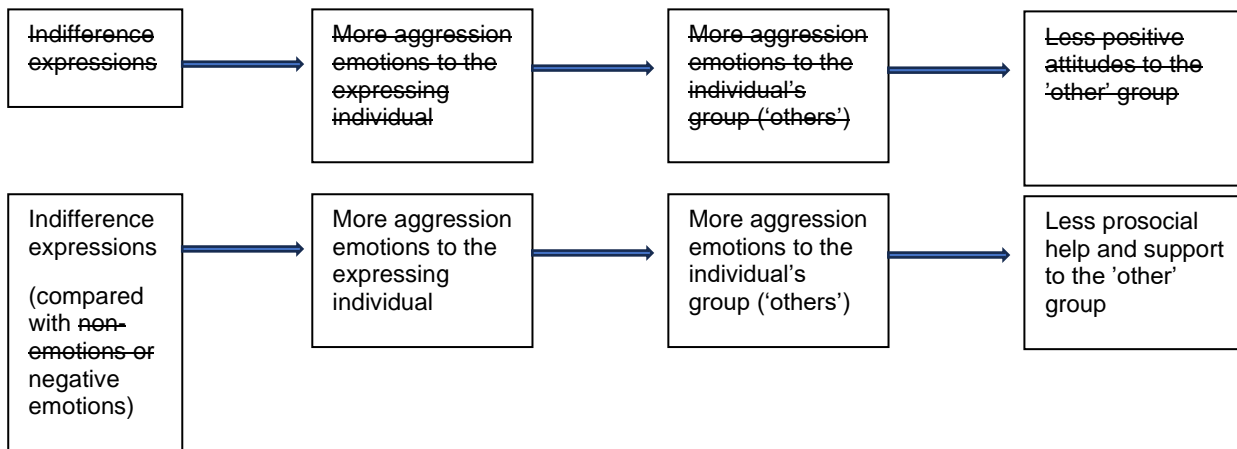 Indifference
expressions
More aggression
emotions to the
expressing
individual
More aggression
emotions to the
individual's
group (‘others’)
Less positive
attitudes to the
’other’ group
Indifference
expressions
(compared
with non-
emotions or
negative
emotions)
More aggression
emotions to the
expressing
individual
More aggression
emotions to the
individual's
group (‘others’)
Less prosocial
help and support
to the ’other’
group